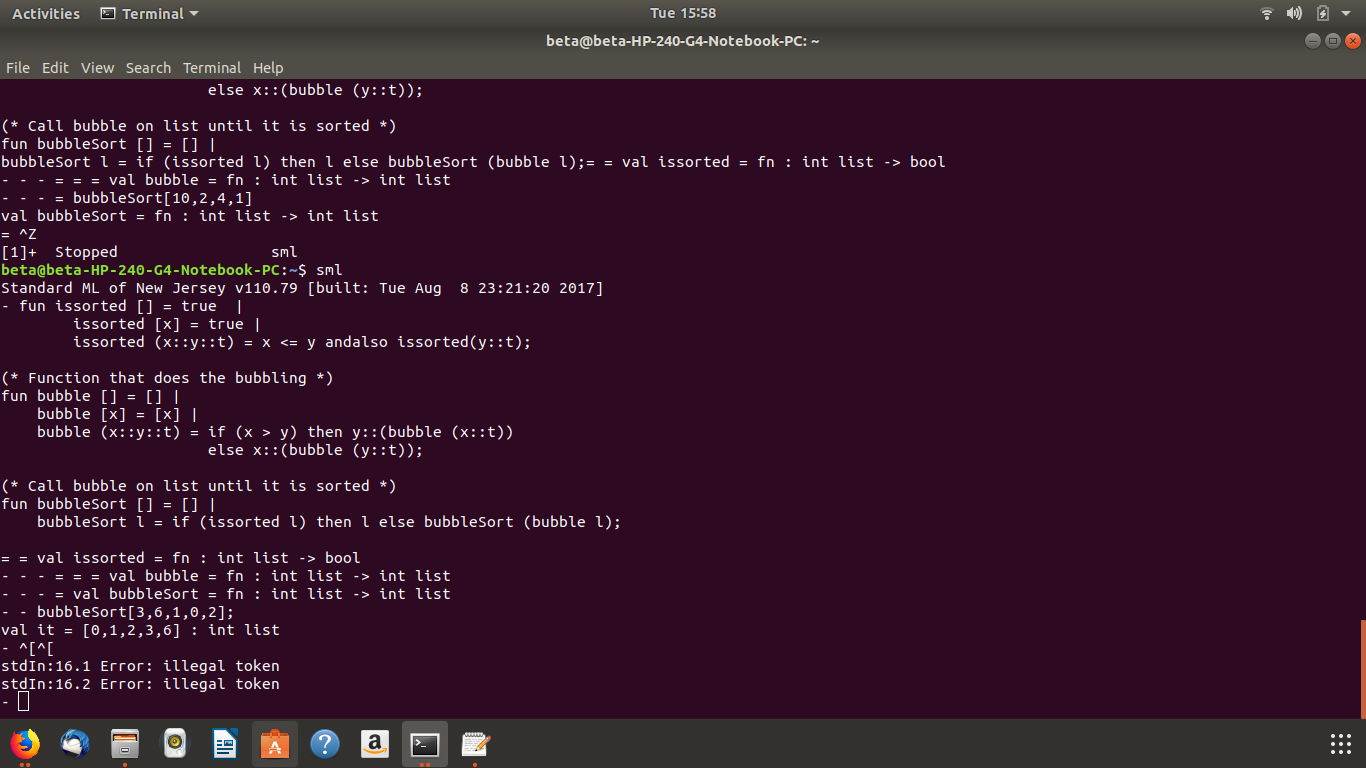 Activities Terminal Tue 15:58
beta@beta-HP-240-G4-Notebook-PC: ~
File Edit View Search Terminal Help
                       else x::(bubble (y::t));
(* Call bubble on list until it is sorted *)
fun bubbleSort [] = [] |
bubbleSort l = if (issorted l) then l else bubbleSort (bubble l);= = val issorted = fn : int list -> bool
- - - = = = val bubble = fn : int list -> int list
- - - = bubbleSort[10,2,4,1]
val bubbleSort = fn : int list -> int list
= ^Z
[1]+  Stopped                 sml
beta@beta-HP-240-G4-Notebook-PC:~$ sml
Standard ML of New Jersey v110.79 [built: Tue Aug  8 23:21:20 2017]
- fun issorted [] = true  |
        issorted [x] = true |
        issorted (x::y::t) = x <= y andalso issorted(y::t);
(* Function that does the bubbling *)
fun bubble [] = [] |
    bubble [x] = [x] |
    bubble (x::y::t) = if (x > y) then y::(bubble (x::t))
                       else x::(bubble (y::t));
(* Call bubble on list until it is sorted *)
fun bubbleSort [] = [] |
    bubbleSort l = if (issorted l) then l else bubbleSort (bubble l);
= = val issorted = fn : int list -> bool
- - - = = = val bubble = fn : int list -> int list
- - - = val bubbleSort = fn : int list -> int list
- - bubbleSort[3,6,1,0,2];
val it = [0,1,2,3,6] : int list
- ^[^[
stdIn:16.1 Error: illegal token
stdIn:16.2 Error: illegal token
-